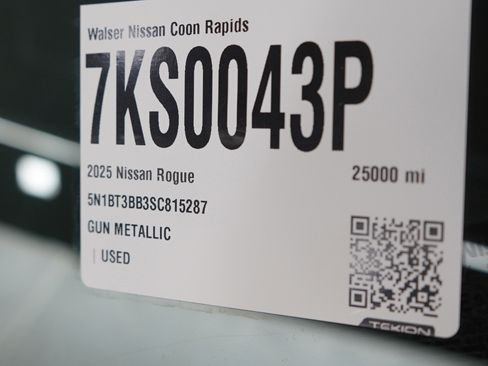 Walser Nissan Coon Rapids
7KS0043P
2025 Nissan Rogue 25000 mi
5N1BT3BB3SC815287
GUN METALLIC
| USED
TEKION